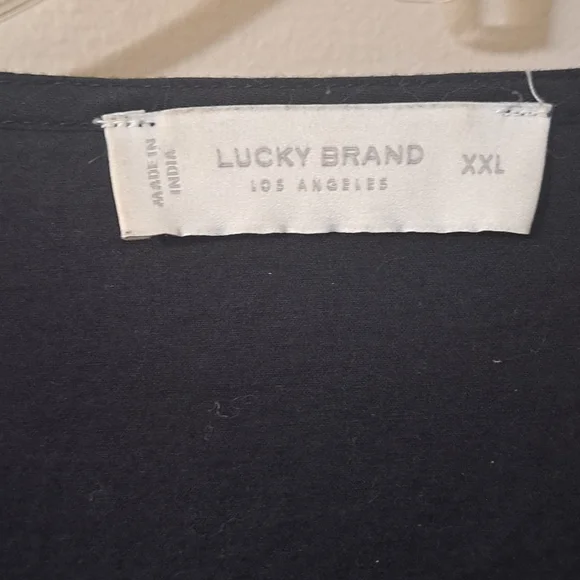 MADE IN
INDIA
LUCKY BRAND
LOS ANGELES
XXL